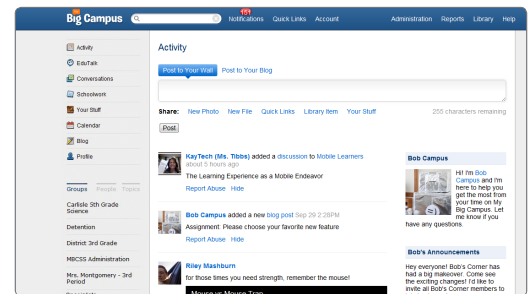 Big Campus
151
Notifications Quick Links Account
Administration Reports Library Help
Activity
EduTalk
Conversations
Schoolwork
Your Stuff
Calendar
Blog
Profile
Groups People Topics
Carlisle 5th Grade
Science
Detention
District 3rd Grade
MBCSS Administration
Mrs. Montgomery - 3rd
Period
Activity
Post to Your Wall Post to Your Blog
Share: New Photo New File Quick Links Library Item Your Stuff
255 characters remaining
Post
KayTech (Ms. Tibbs) added a discussion to Mobile Learners
about 5 hours ago
The Learning Experience as a Mobile Endeavor
Report Abuse Hide
Bob Campus added a new blog post Sep 29 2:28PM
Assignment: Please choose your favorite new feature
Report Abuse Hide
Riley Mashburn
for those times you need strength, remember the mouse!
Mouse vs Mouse Trap
Bob Campus
Hi! I'm Bob
Campus and I'm
here to help you
get the most from
your time on My
Big Campus. Let
me know if you
have any questions.
Bob's Announcements
Hey everyone! Bob's Corner has
had a big makeover. Come see
the exciting changes! I'd like to
invite all Bob's Corner members to